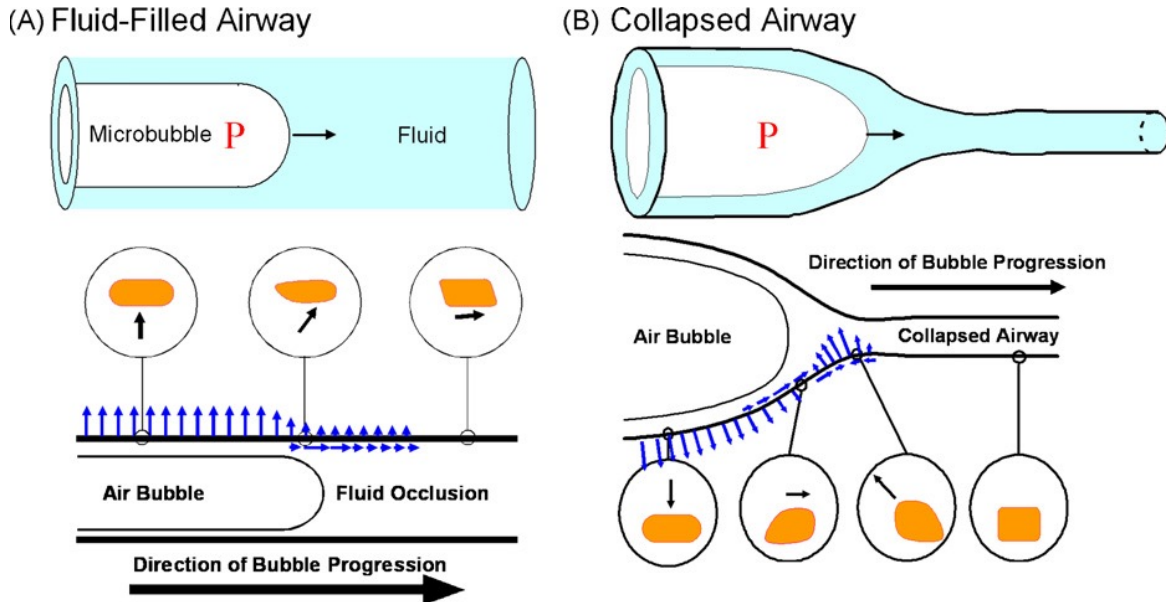 (A) Fluid-Filled Airway
Microbubble P Fluid
Air Bubble Fluid Occlusion
Direction of Bubble Progression
(B) Collapsed Airway
P
Direction of Bubble Progression
Air Bubble
Collapsed Airway